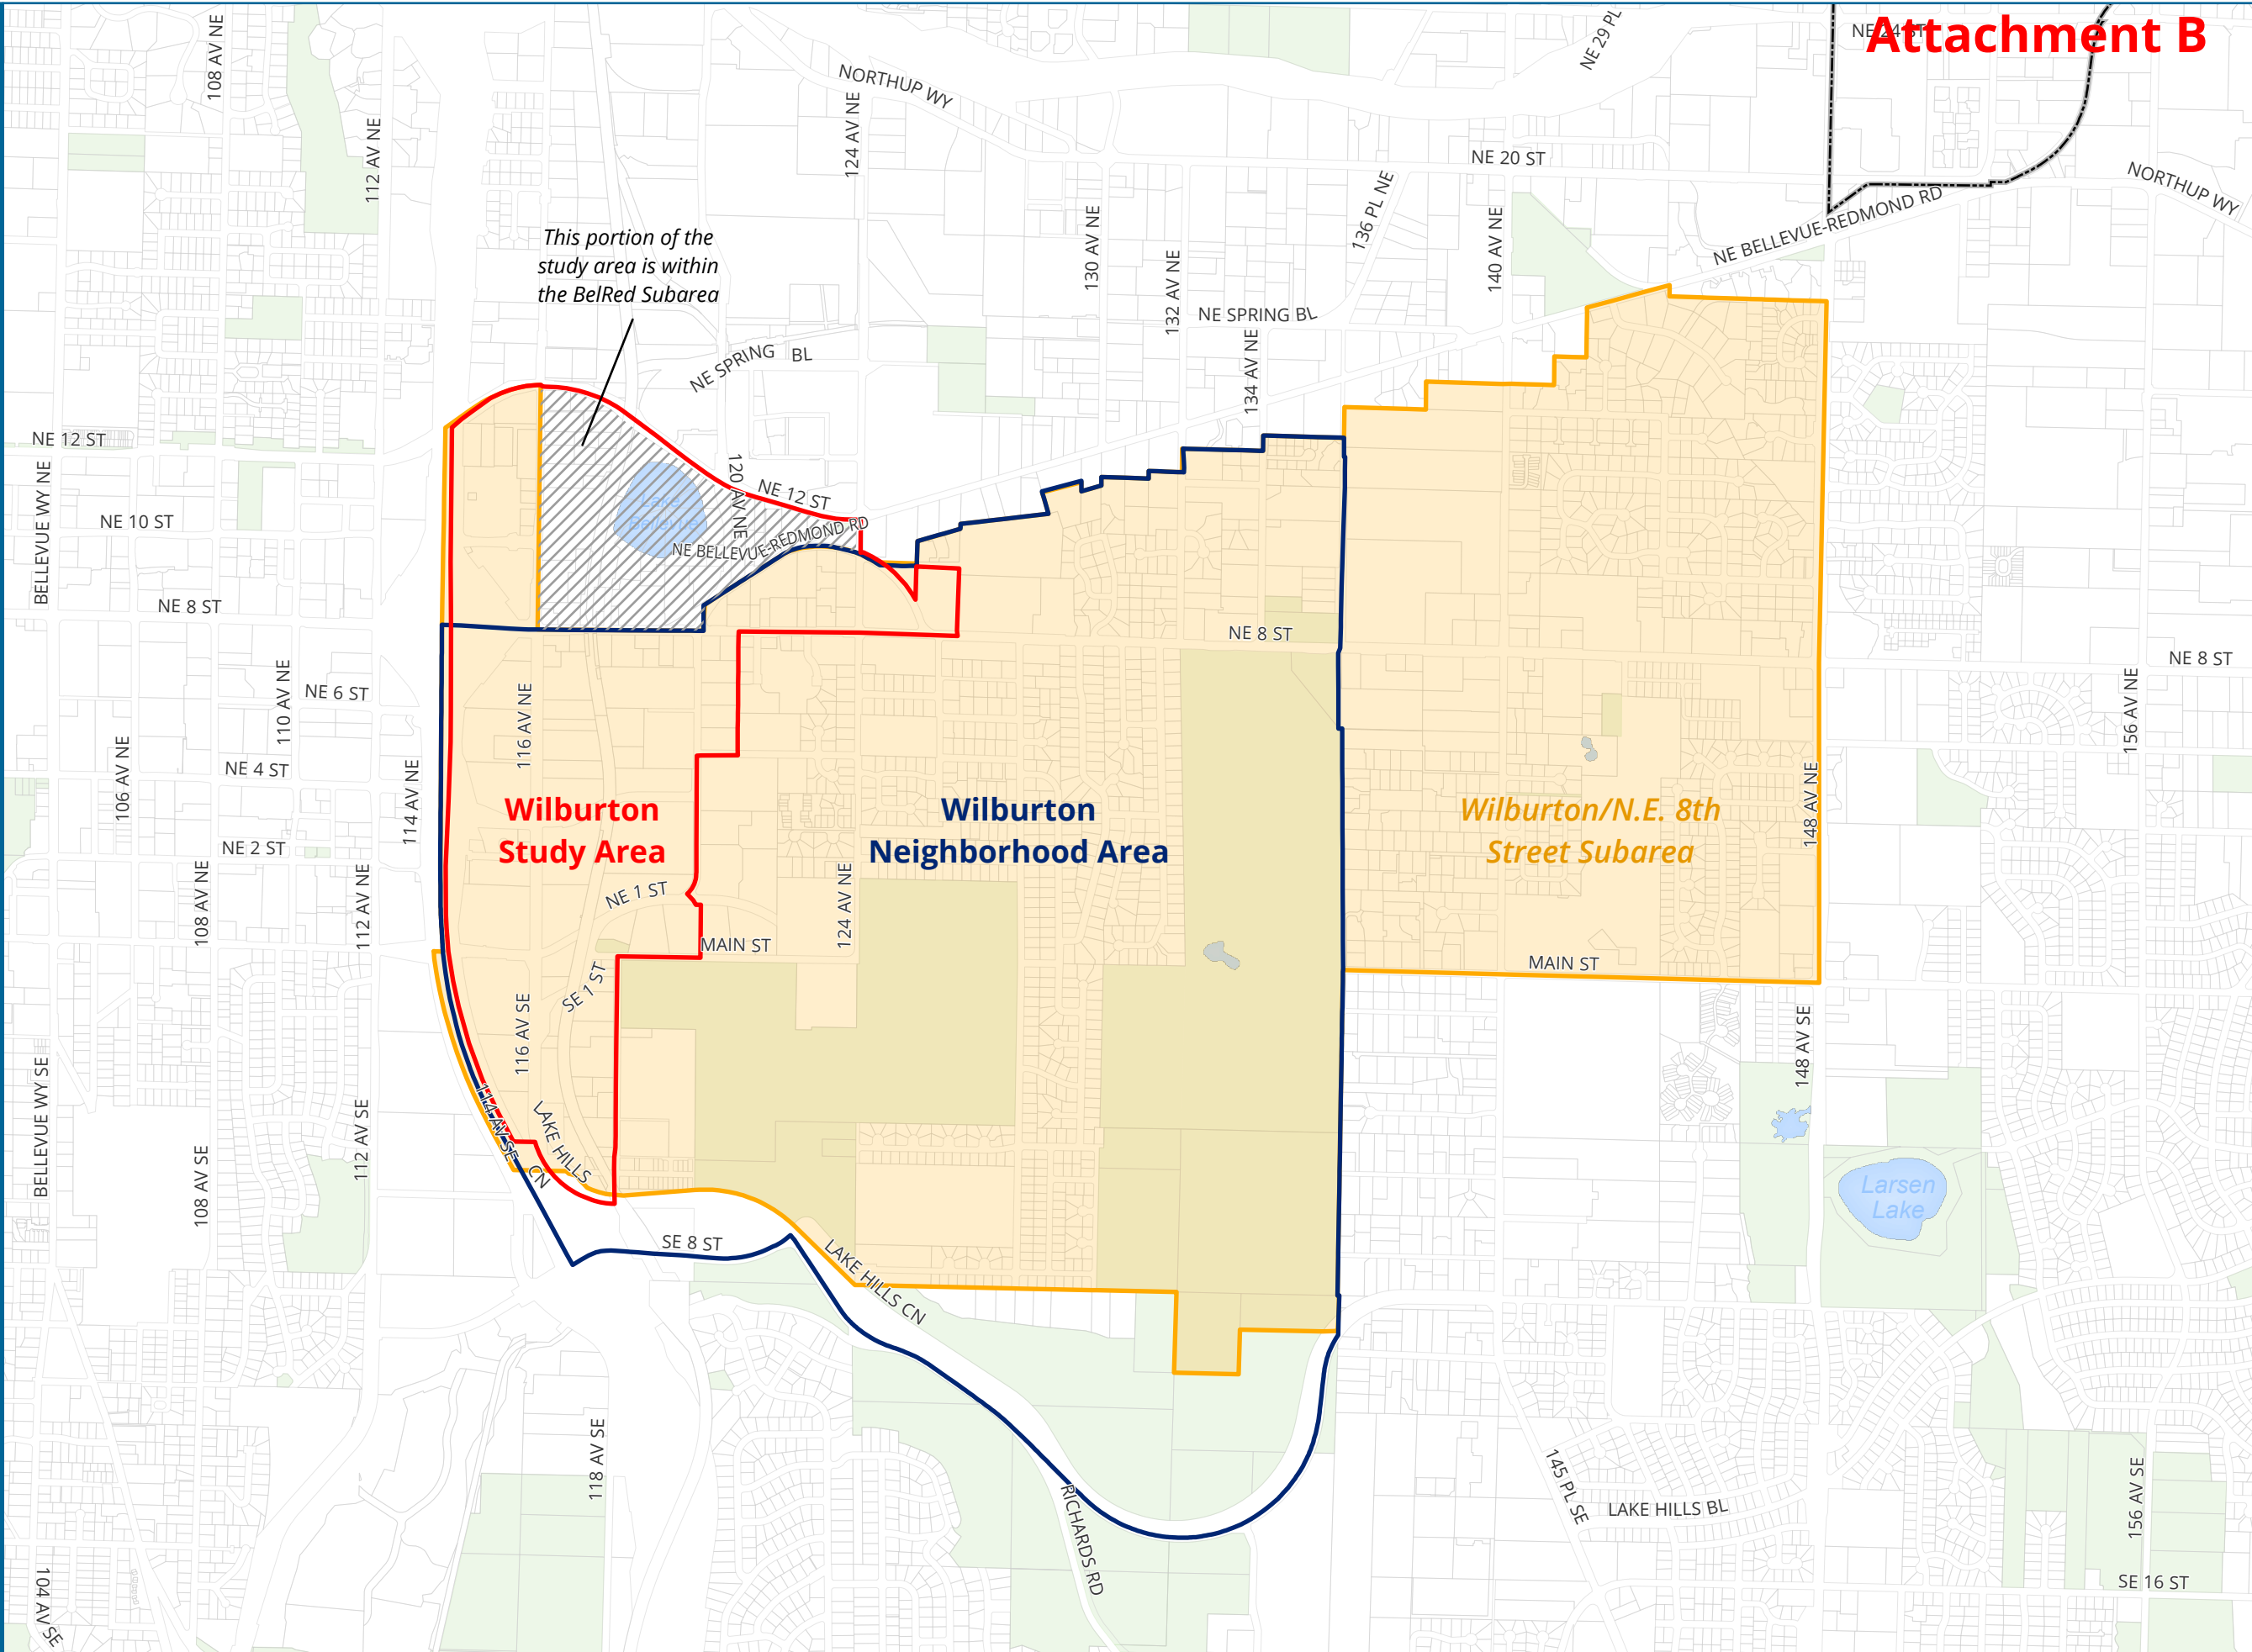 Attachment B
NE 24 ST
NE 29 PL
108 AV NE
NORTHUP WY
124 AV NE
112 AV NE
NE 20 ST
NORTHUP WY
136 PL NE
130 AV NE
140 AV NE
NE BELLEVUE-REDMOND RD
This portion of the
study area is within
the BelRed Subarea
132 AV NE
NE SPRING BL
134 AV NE
NE SPRING BL
NE 12 ST
BELLEVUE WY NE
120 AV NE
NE 12 ST
Lake
Bellevue
NE 10 ST
NE BELLEVUE-REDMOND RD
NE 8 ST
NE 8 ST
NE 8 ST
110 AV NE
NE 6 ST
116 AV NE
156 AV NE
106 AV NE
NE 4 ST
114 AV NE
148 AV NE
Wilburton
Study Area
Wilburton
Neighborhood Area
Wilburton/N.E. 8th
Street Subarea
NE 2 ST
108 AV NE
112 AV NE
NE 1 ST
124 AV NE
MAIN ST
MAIN ST
SE 1 ST
116 AV SE
148 AV SE
BELLEVUE WY SE
112 AV SE
114 AV SE
LAKE HILLS
CN
108 AV SE
Larsen
Lake
SE 8 ST
LAKE HILLS CN
118 AV SE
RICHARDS RD
145 PL SE
LAKE HILLS BL
156 AV SE
104 AV SE
SE 16 ST